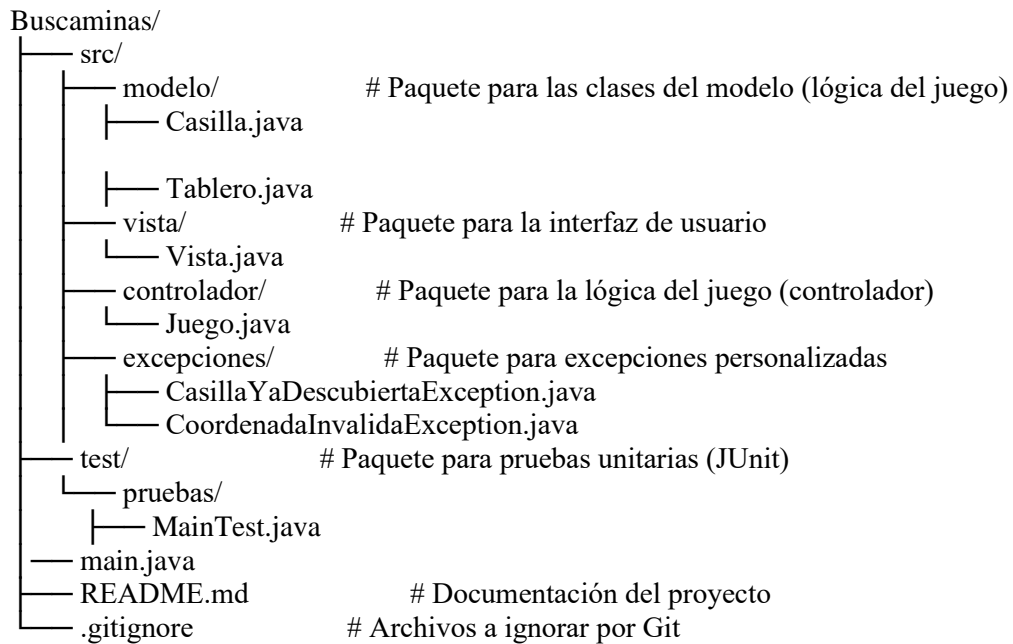 Buscaminas/
├── src/
│ ├── modelo/ # Paquete para las clases del modelo (lógica del juego)
│ │ ├── Casilla.java
│ │ ├── Tablero.java
│ ├── vista/ # Paquete para la interfaz de usuario
│ │ └── Vista.java
│ ├── controlador/ # Paquete para la lógica del juego (controlador)
│ │ └── Juego.java
│ ├── excepciones/ # Paquete para excepciones personalizadas
│ │ ├── CasillaYaDescubiertaException.java
│ │ └── CoordenadaInvalidaException.java
├── test/ # Paquete para pruebas unitarias (JUnit)
│ └── pruebas/
│ ├── MainTest.java
│ ── main.java
├── README.md # Documentación del proyecto
└── .gitignore # Archivos a ignorar por Git